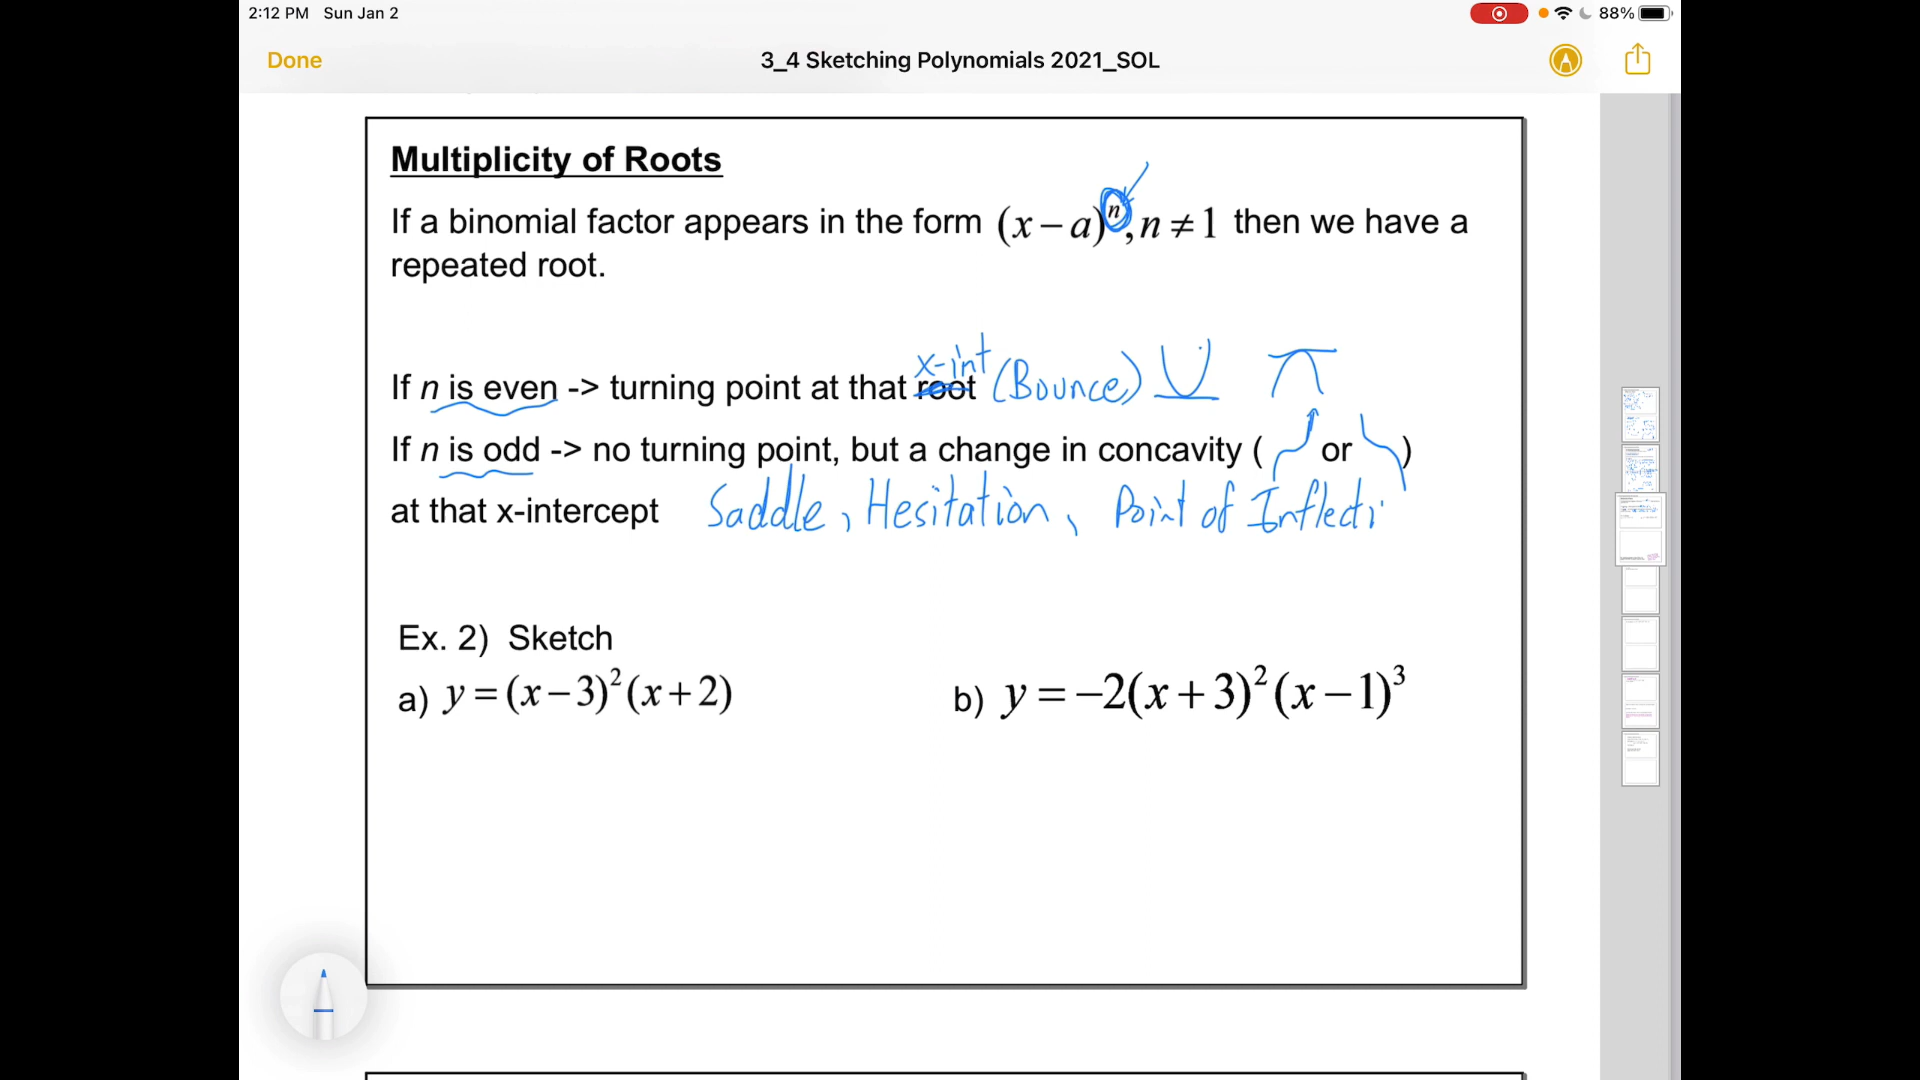 2:12 PM Sun Jan 2 88%
Done 3_4 Sketching Polynomials 2021_SOL
Multiplicity of Roots
If a binomial factor appears in the form (x − a)ⁿ, n ≠ 1 then we have a
repeated root.
x-int
If n is even -> turning point at that root (Bounce)
If n is odd -> no turning point, but a change in concavity ( or )
at that x-intercept Saddle, Hesitation, Point of Inflecti
Ex. 2) Sketch
a) y = (x − 3)² (x + 2) b) y = −2(x + 3)² (x − 1)³